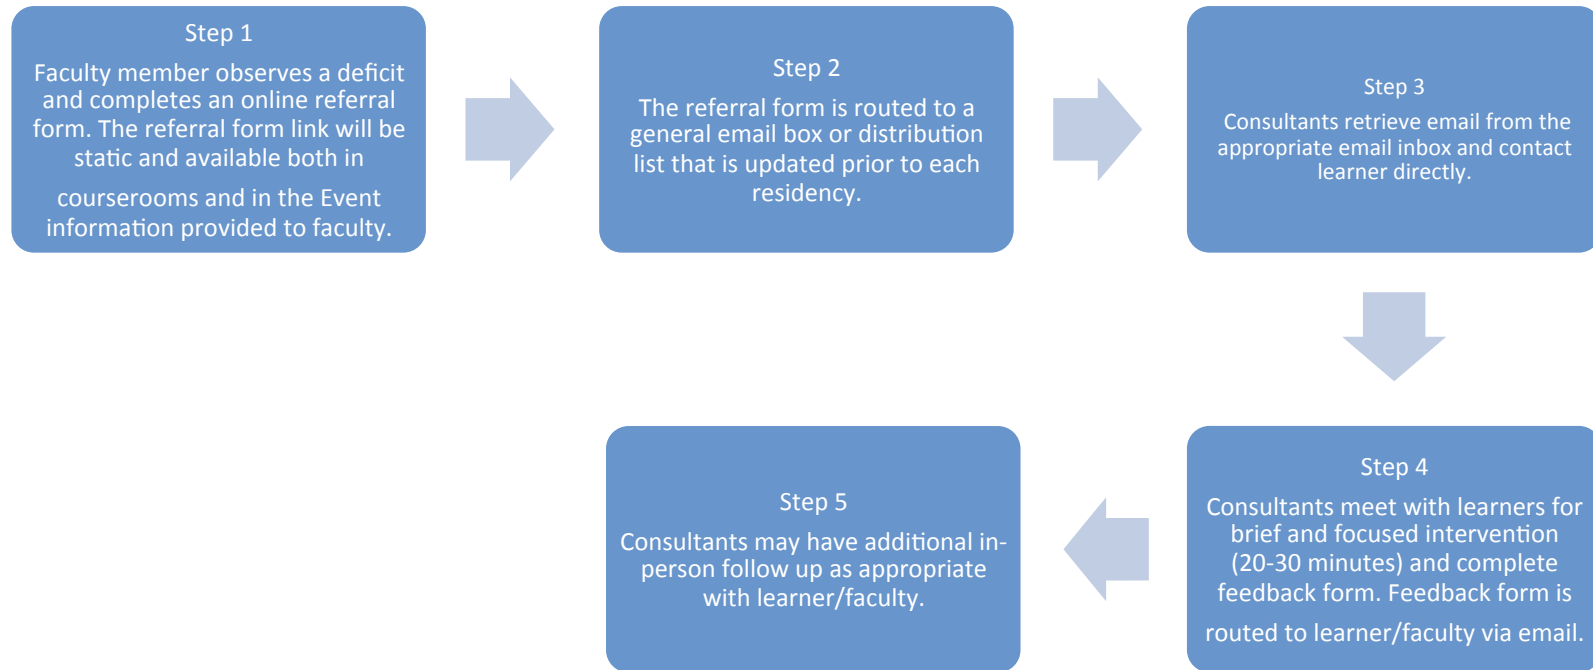 Step 1
Faculty member observes a deficit
and completes an online referral
form. The referral form link will be
static and available both in
courserooms and in the Event
information provided to faculty.
Step 2
The referral form is routed to a
general email box or distribution
list that is updated prior to each
residency.
Step 3
Consultants retrieve email from the
appropriate email inbox and contact
learner directly.
Step 4
Consultants meet with learners for
brief and focused intervention
(20-30 minutes) and complete
feedback form. Feedback form is
routed to learner/faculty via email.
Step 5
Consultants may have additional in-
person follow up as appropriate
with learner/faculty.